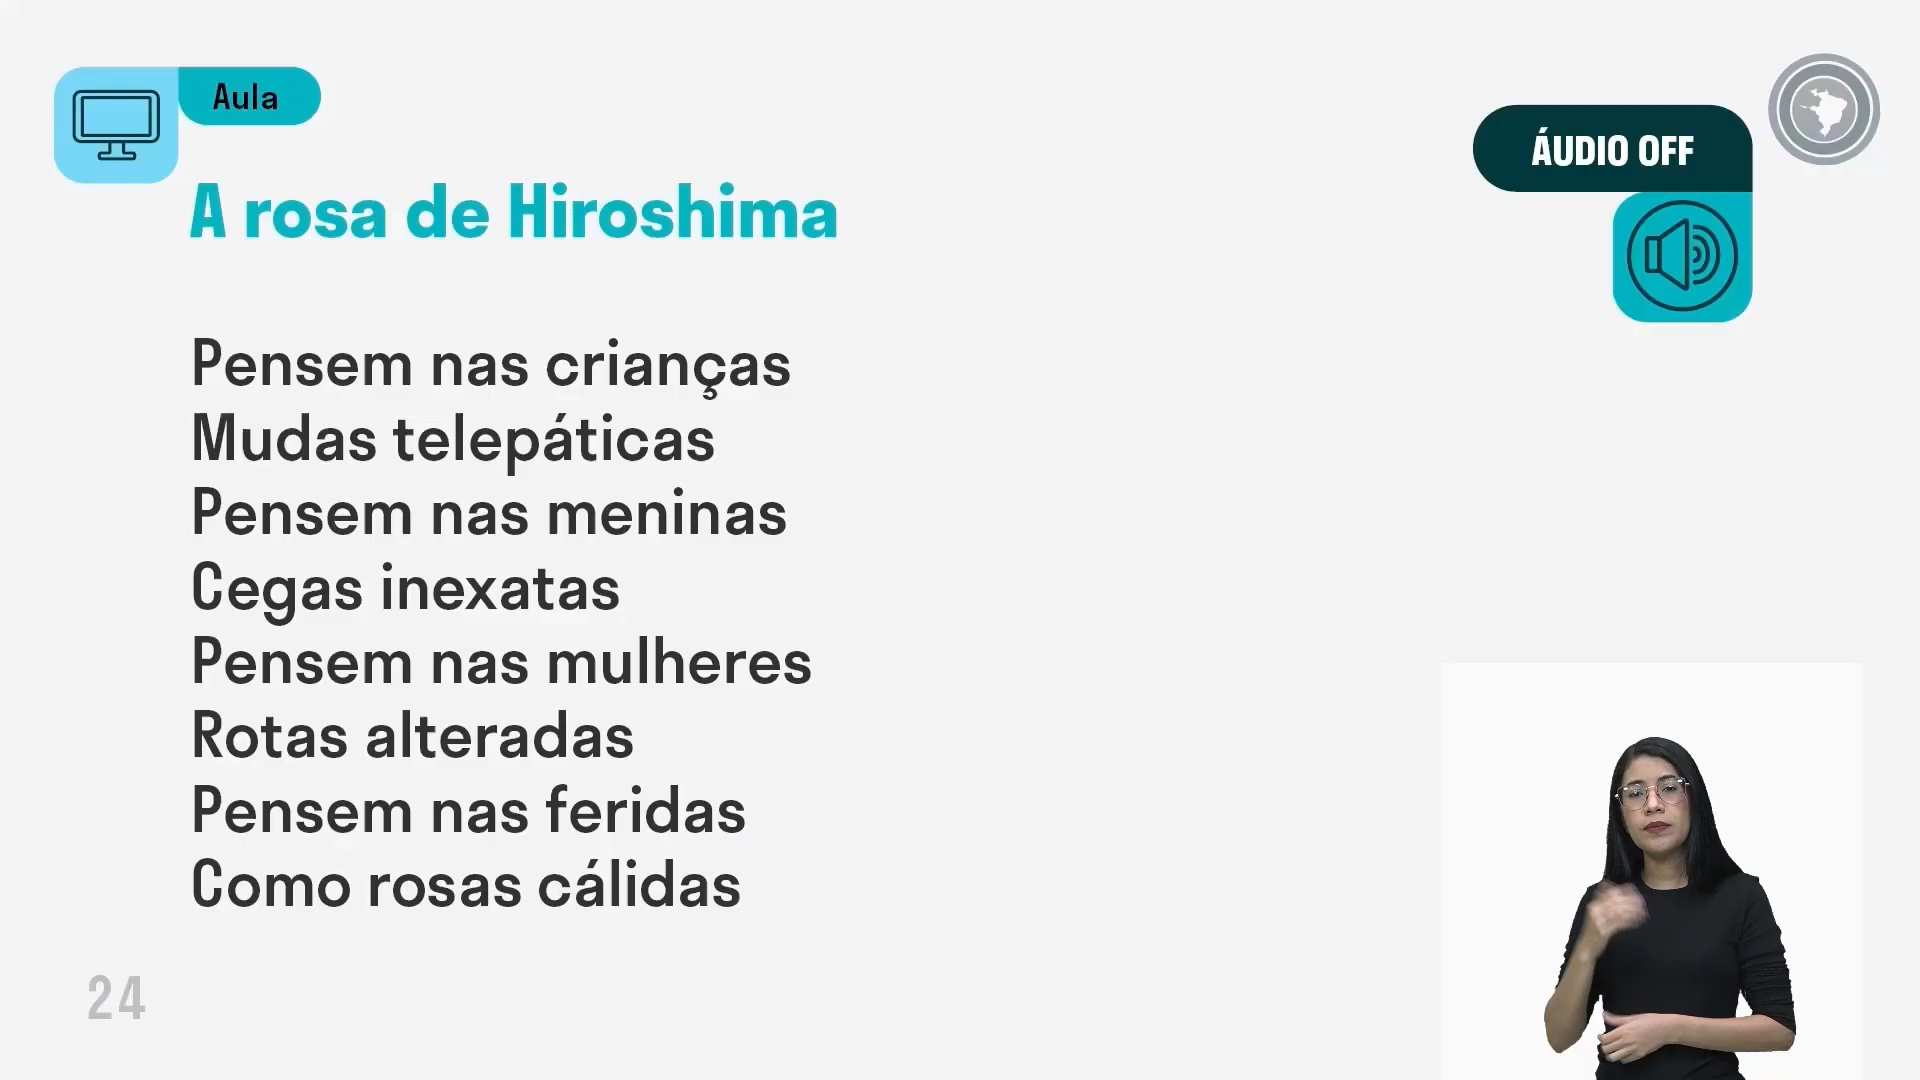 Aula
ÁUDIO OFF
A rosa de Hiroshima
Pensem nas crianças
Mudas telepáticas
Pensem nas meninas
Cegas inexatas
Pensem nas mulheres
Rotas alteradas
Pensem nas feridas
Como rosas cálidas
24